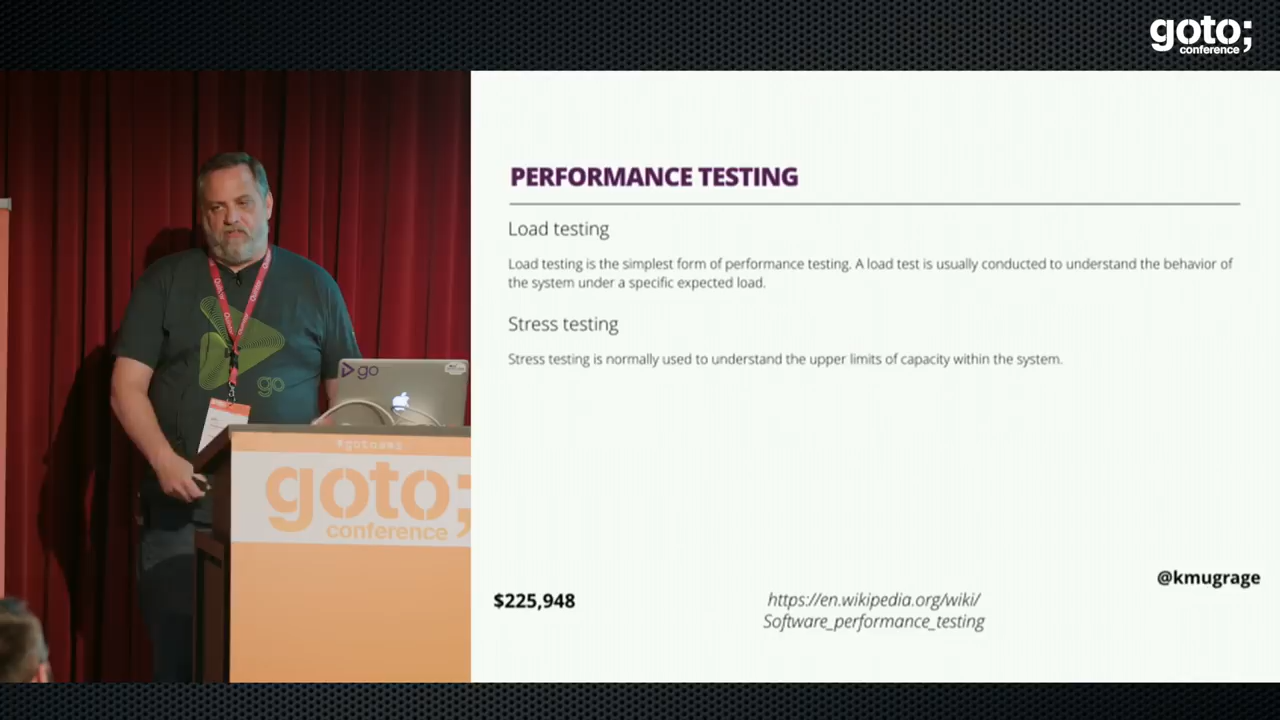 goto;
conference
PERFORMANCE TESTING
Load testing
Load testing is the simplest form of performance testing. A load test is usually conducted to understand the behavior of
the system under a specific expected load.
Stress testing
Stress testing is normally used to understand the upper limits of capacity within the system.
@kmugrage
$225,948
https://en.wikipedia.org/wiki/
Software_performance_testing
go
go
#gotoams
goto;
conference